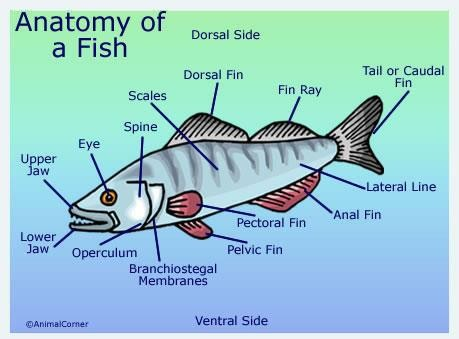 Anatomy of
a Fish
Dorsal Side
Dorsal Fin
Tail or Caudal
Fin
Fin Ray
Scales
Spine
Eye
Upper
Jaw
Lateral Line
Anal Fin
Pectoral Fin
Lower
Jaw
Operculum
Pelvic Fin
Branchiostegal
Membranes
Ventral Side
©AnimalCorner